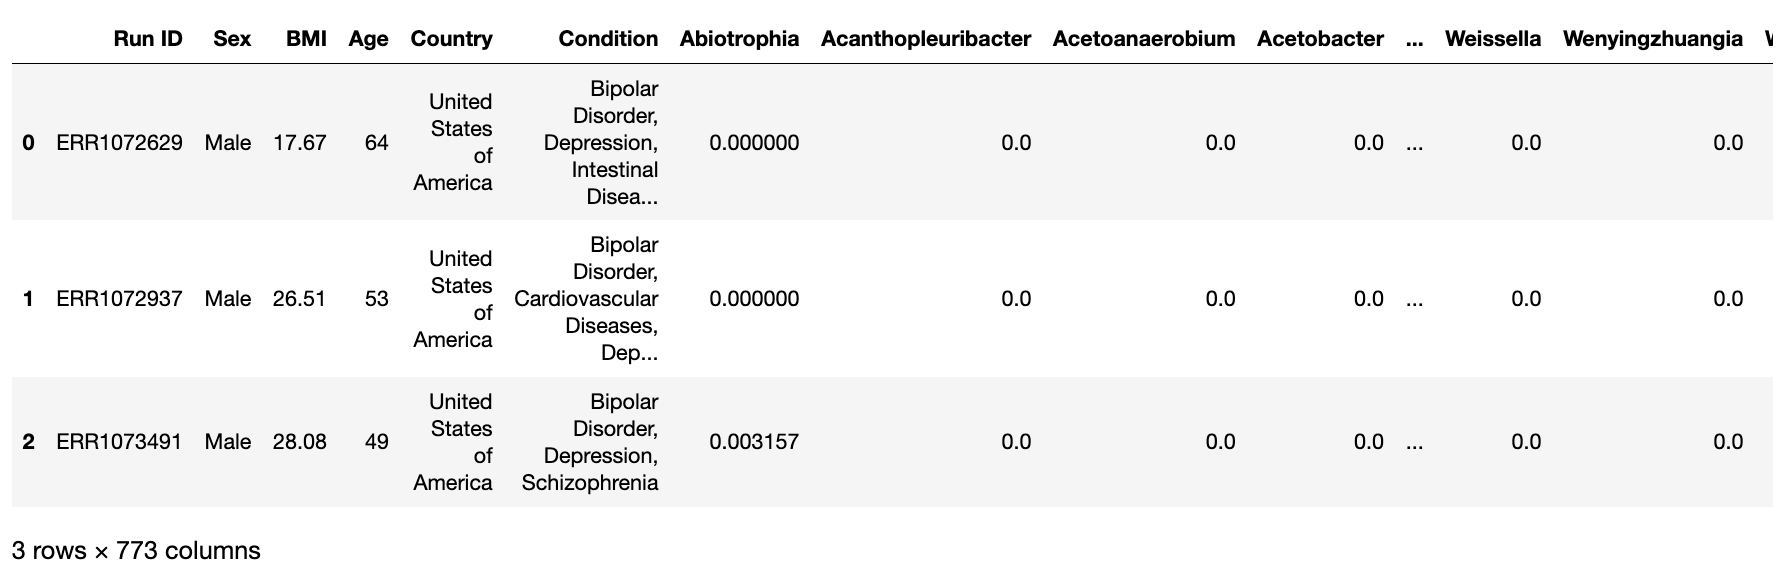 Run ID Sex BMI Age Country Condition Abiotrophia Acanthopleuribacter Acetoanaerobium Acetobacter ... Weissella Wenyingzhuangia
0 ERR1072629 Male 17.67 64 United States of America Bipolar Disorder, Depression, Intestinal Disea... 0.000000 0.0 0.0 0.0 ... 0.0 0.0
1 ERR1072937 Male 26.51 53 United States of America Bipolar Disorder, Cardiovascular Diseases, Dep... 0.000000 0.0 0.0 0.0 ... 0.0 0.0
2 ERR1073491 Male 28.08 49 United States of America Bipolar Disorder, Depression, Schizophrenia 0.003157 0.0 0.0 0.0 ... 0.0 0.0
3 rows × 773 columns